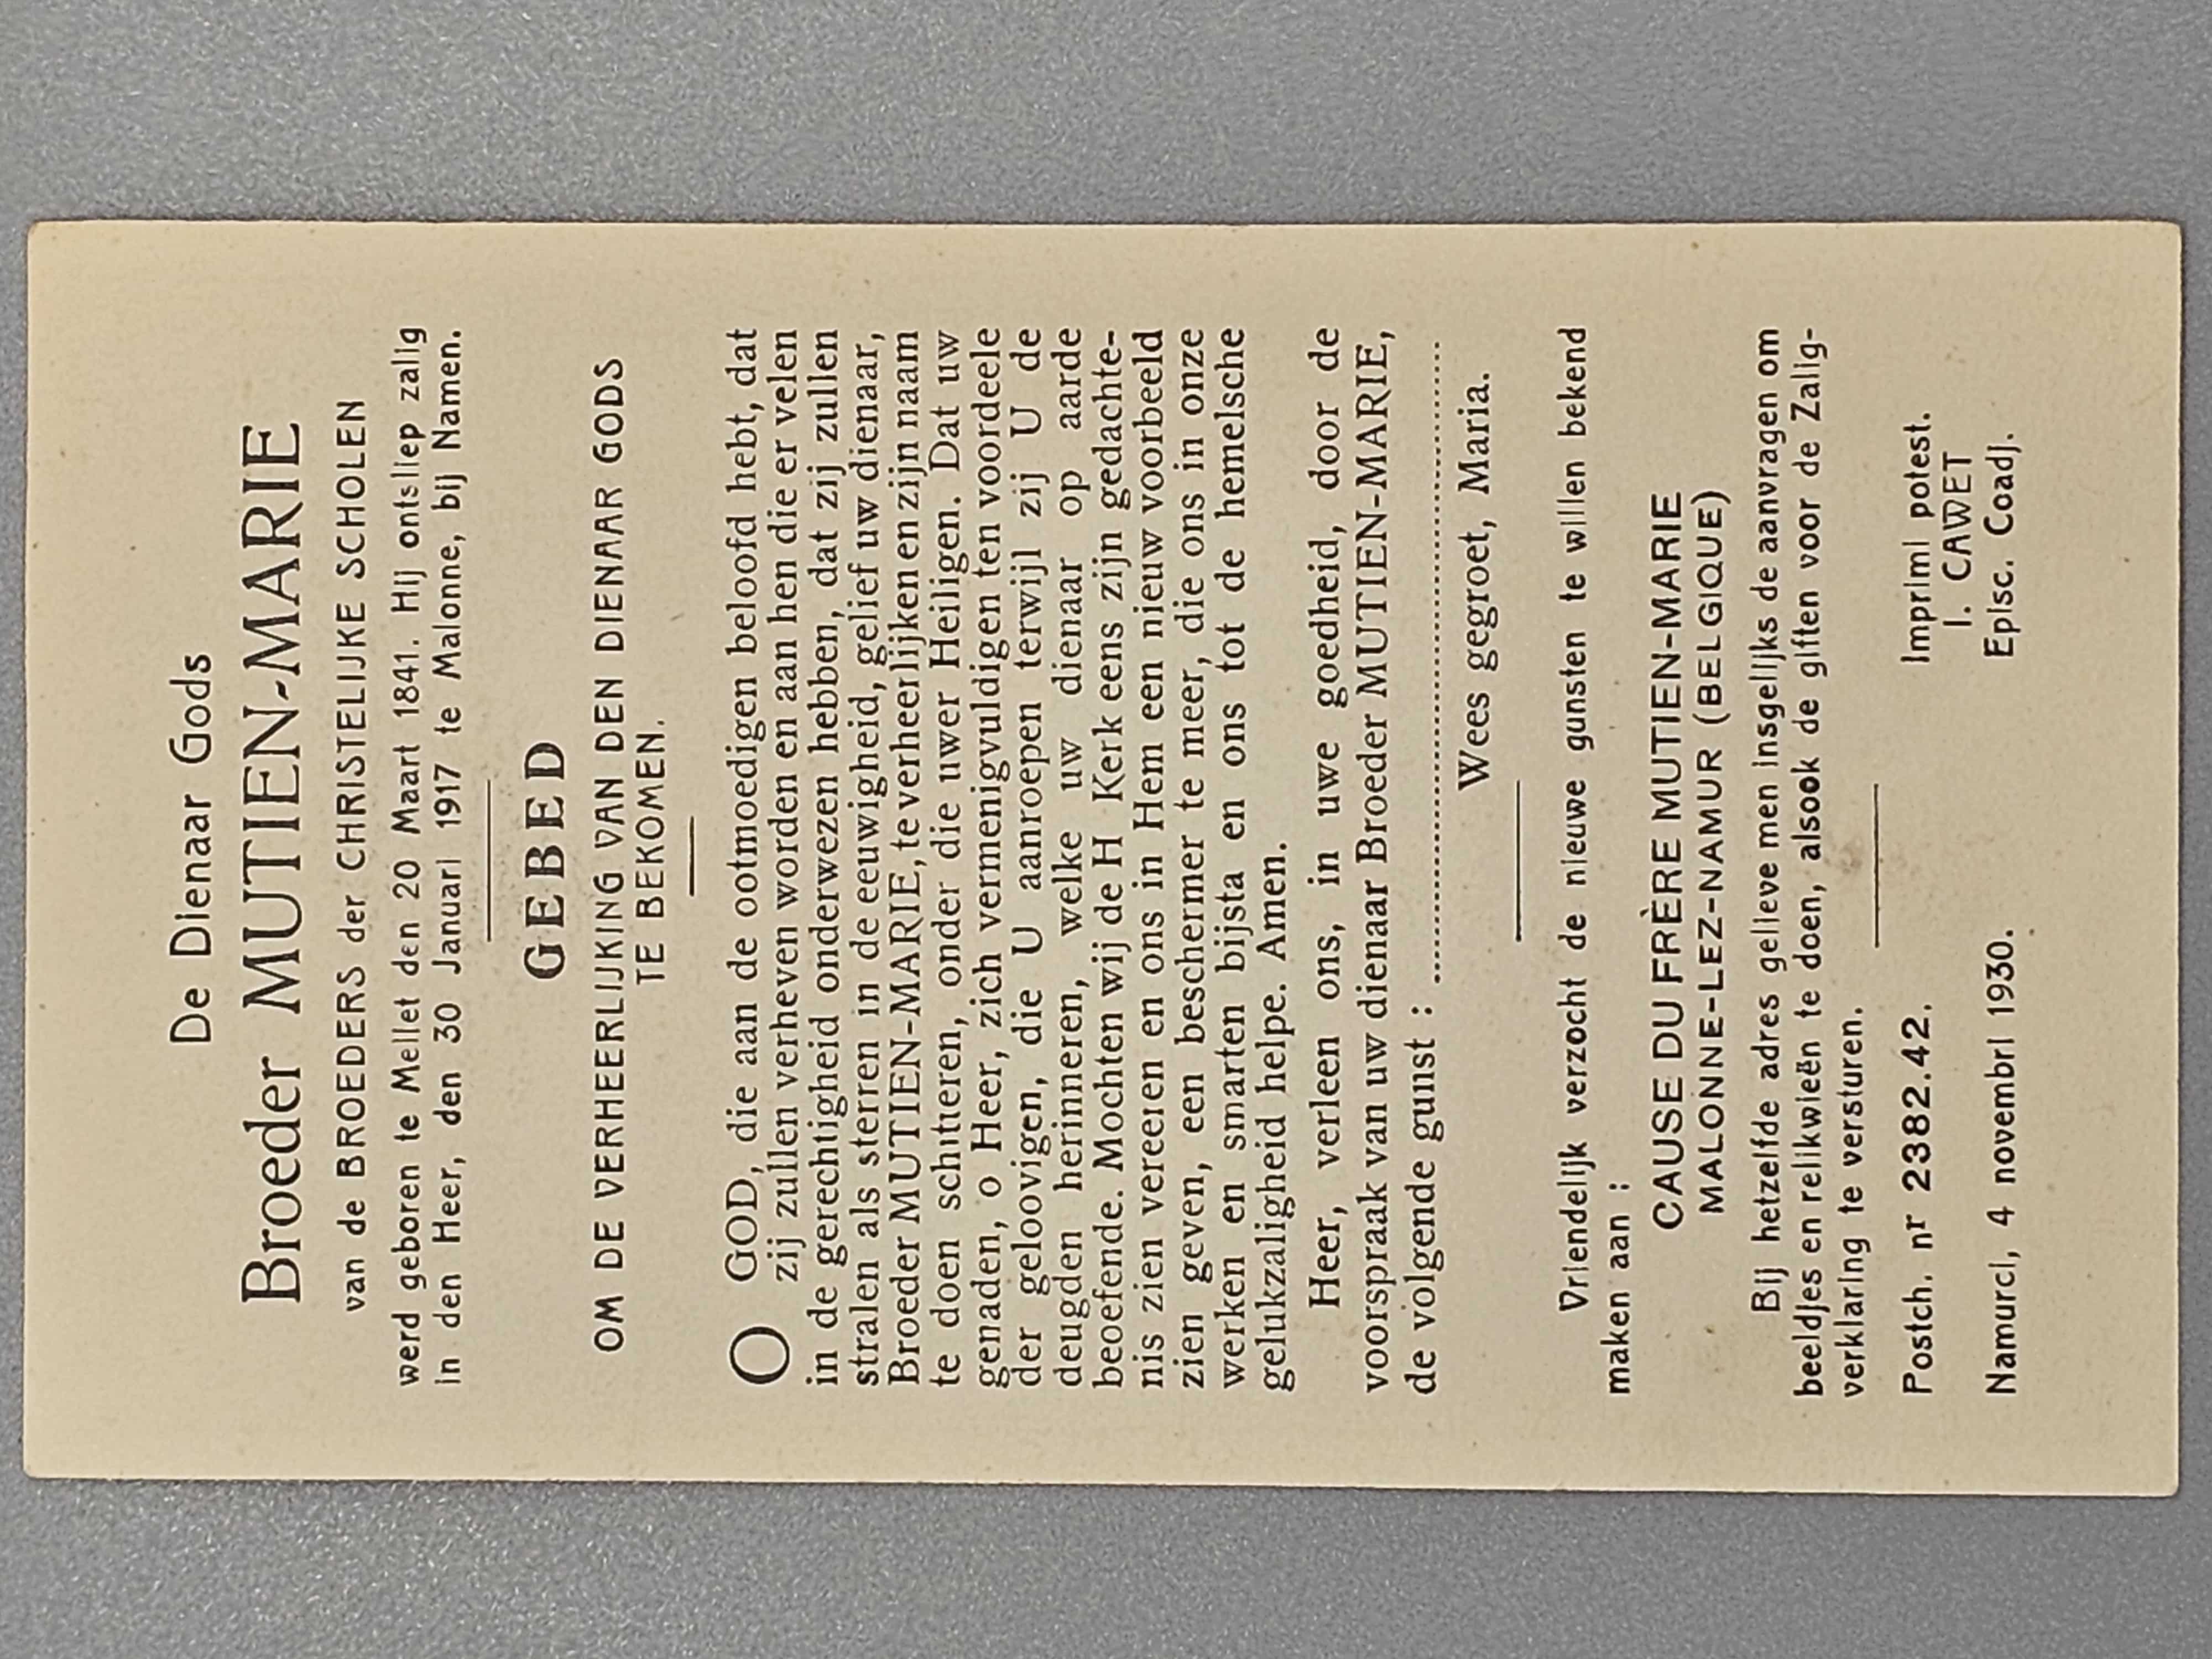 De Dienaar Gods
Broeder MUTIEN-MARIE
van de BROEDERS der CHRISTELIJKE SCHOLEN
werd geboren te Mellet den 20 Maart 1841. Hij ontsliep zalig
in den Heer, den 30 Januari 1917 te Malonne, bij Namen.
GEBED
OM DE VERHEERLIJKING VAN DEN DIENAAR GODS
TE BEKOMEN.
O GOD, die aan de ootmoedigen beloofd hebt, dat
zij zullen verheven worden en aan hen die er velen
in de gerechtigheid onderwezen hebben, dat zij zullen
stralen als sterren in de eeuwigheid, gelief uw dienaar,
Broeder MUTIEN-MARIE, te verheerlijken en zijn naam
te doen schitteren, onder die uwer Heiligen. Dat uw
genaden, o Heer, zich vermenigvuldigen ten voordeele
der geloovigen, die U aanroepen terwijl zij U de
deugden herinneren, welke uw dienaar op aarde
beoefende. Mochten wij de H Kerk eens zijn gedachte-
nis zien vereeren en ons in Hem een nieuw voorbeeld
zien geven, een beschermer te meer, die ons in onze
werken en smarten bijsta en ons tot de hemelsche
gelukzaligheid helpe. Amen.
Heer, verleen ons, in uwe goedheid, door de
voorspraak van uw dienaar Broeder MUTIEN-MARIE,
de volgende gunst : ........................................
Wees gegroet, Maria.
Vriendelijk verzocht de nieuwe gunsten te willen bekend
maken aan :
CAUSE DU FRÈRE MUTIEN-MARIE
MALONNE-LEZ-NAMUR (BELGIQUE)
Bij hetzelfde adres gelieve men insgelijks de aanvragen om
beeldjes en relikwieën te doen, alsook de giften voor de Zalig-
verklaring te versturen.
Postch. nr 2382.42.
Imprimi potest.
I. CAWET
Episc. Coadj.
Namurci, 4 novembri 1930.